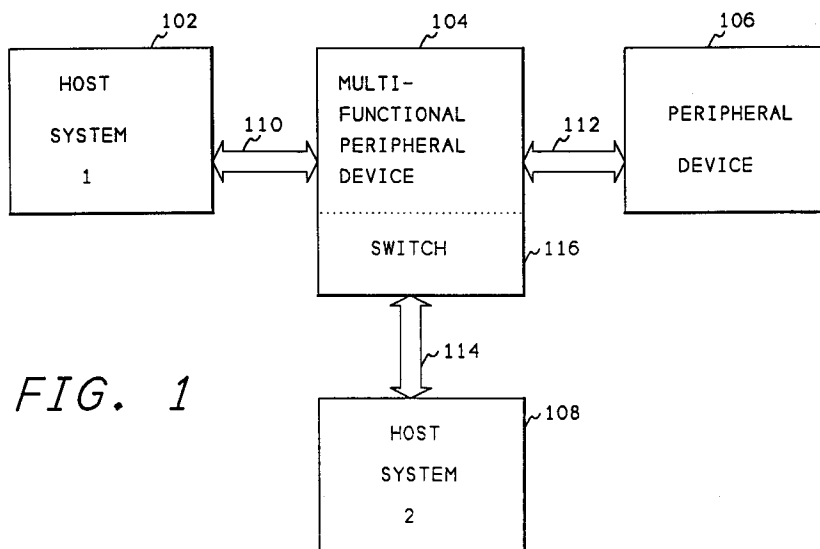 102
104
106
HOST
SYSTEM
1
110
MULTI-
FUNCTIONAL
PERIPHERAL
DEVICE
112
PERIPHERAL
DEVICE
SWITCH
116
114
FIG. 1
108
HOST
SYSTEM
2